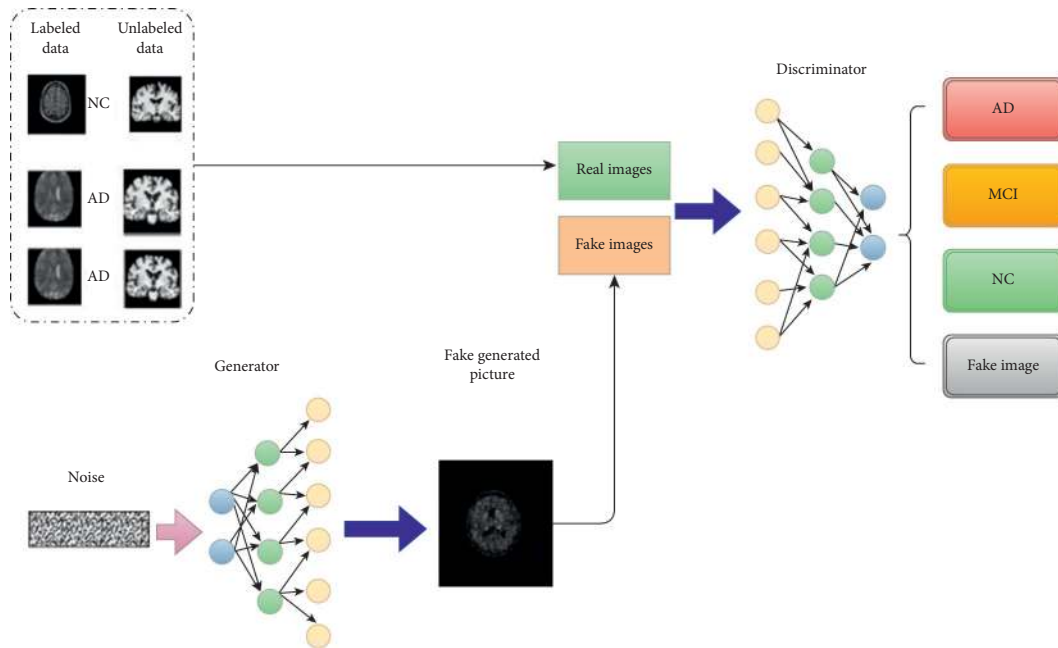 Labeled data
Unlabeled data
NC
AD
AD
Real images
Fake images
Discriminator
AD
MCI
NC
Fake image
Generator
Fake generated picture
Noise